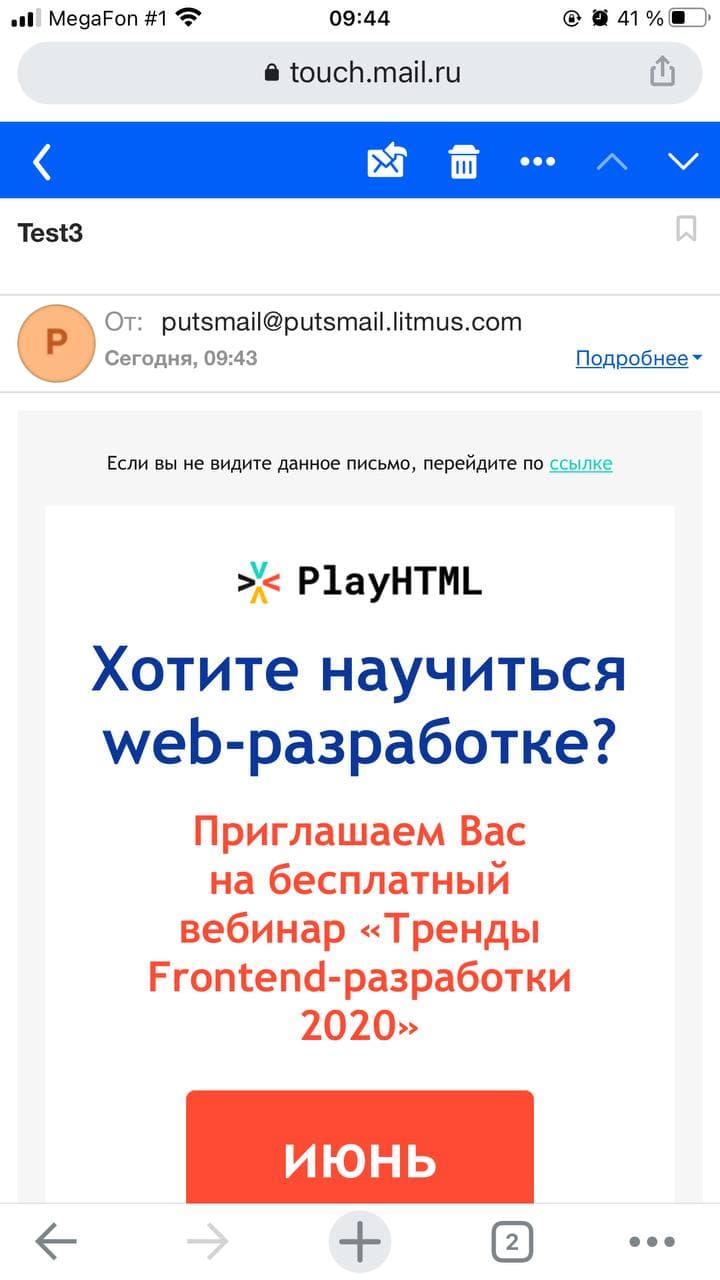 MegaFon #1 09:44 41 %
touch.mail.ru
Test3
P
От: putsmail@putsmail.litmus.com
Сегодня, 09:43 Подробнее
Если вы не видите данное письмо, перейдите по ссылке
PlayHTML
Хотите научиться
web-разработке?
Приглашаем Вас
на бесплатный
вебинар «Тренды
Frontend-разработки
2020»
ИЮНЬ
2